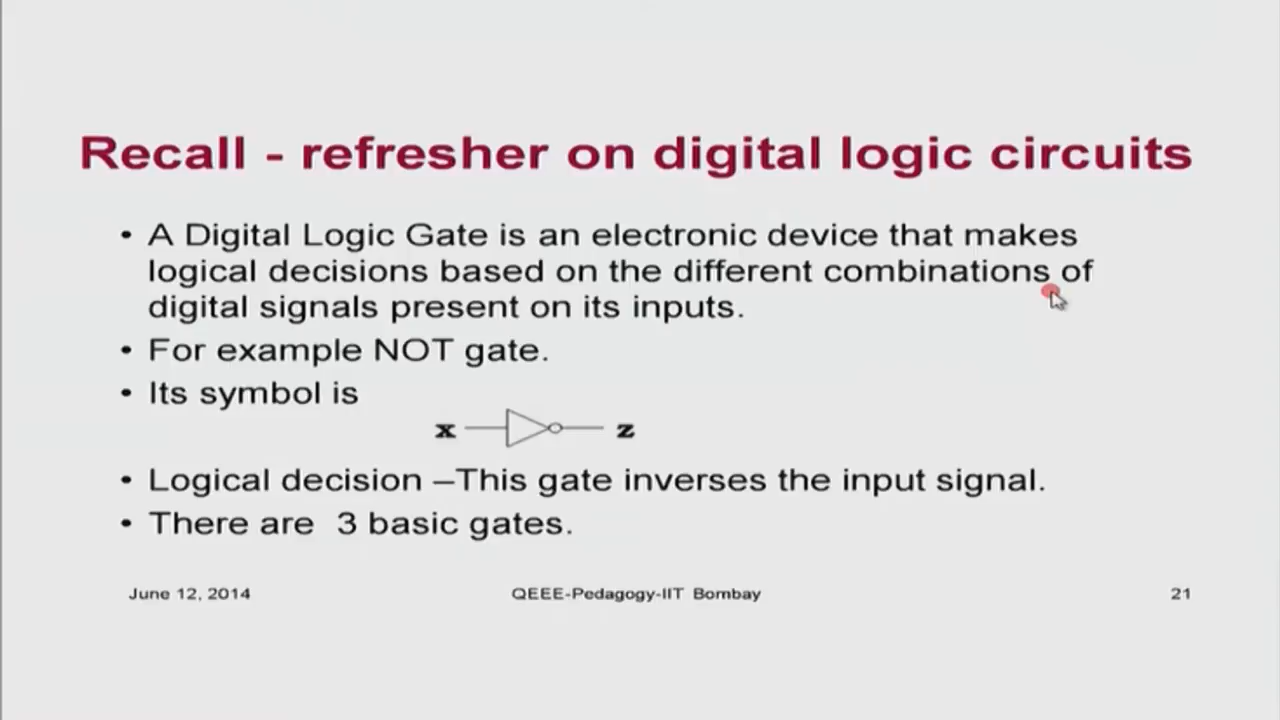 Recall - refresher on digital logic circuits
• A Digital Logic Gate is an electronic device that makes
logical decisions based on the different combinations of
digital signals present on its inputs.
• For example NOT gate.
• Its symbol is
x z
• Logical decision –This gate inverses the input signal.
• There are 3 basic gates.
June 12, 2014 QEEE-Pedagogy-IIT Bombay 21